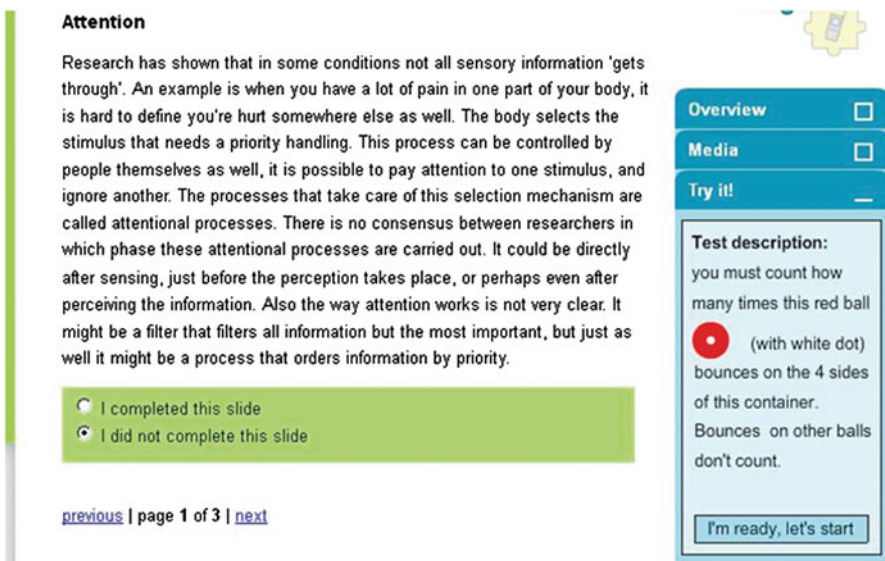 Attention
Research has shown that in some conditions not all sensory information 'gets
through'. An example is when you have a lot of pain in one part of your body, it
is hard to define you're hurt somewhere else as well. The body selects the
stimulus that needs a priority handling. This process can be controlled by
people themselves as well, it is possible to pay attention to one stimulus, and
ignore another. The processes that take care of this selection mechanism are
called attentional processes. There is no consensus between researchers in
which phase these attentional processes are carried out. It could be directly
after sensing, just before the perception takes place, or perhaps even after
perceiving the information. Also the way attention works is not very clear. It
might be a filter that filters all information but the most important, but just as
well it might be a process that orders information by priority.
I completed this slide
I did not complete this slide
previous | page 1 of 3 | next
Overview
Media
Try it!
Test description:
you must count how
many times this red ball
(with white dot)
bounces on the 4 sides
of this container.
Bounces on other balls
don't count.
I'm ready, let's start